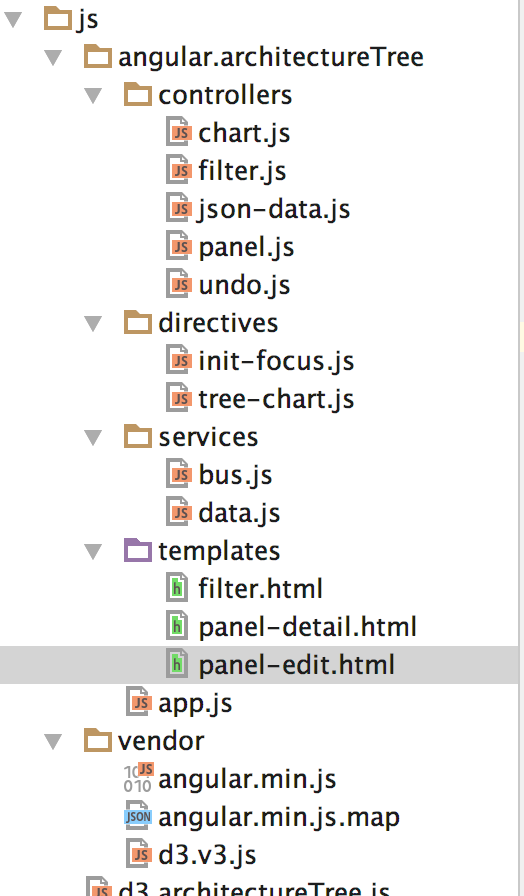 js
angular.architectureTree
controllers
chart.js
filter.js
json-data.js
panel.js
undo.js
directives
init-focus.js
tree-chart.js
services
bus.js
data.js
templates
filter.html
panel-detail.html
panel-edit.html
app.js
vendor
angular.min.js
angular.min.js.map
d3.v3.js
d3.architectureTree.js